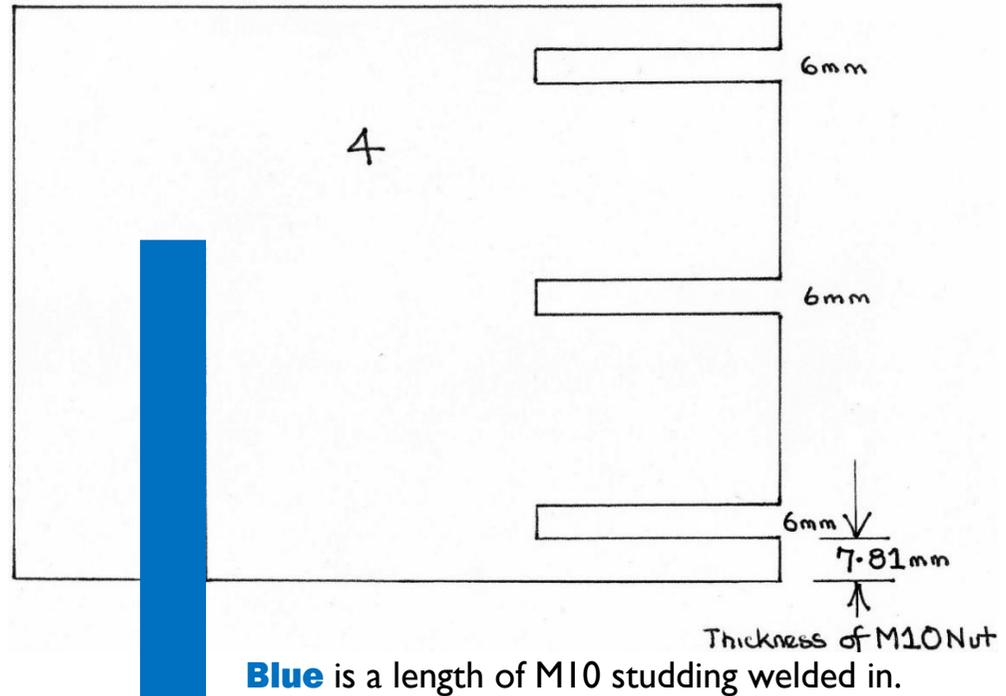 6mm
4
6mm
6mm
7.81mm
Thickness of M10 Nut
Blue is a length of M10 studding welded in.